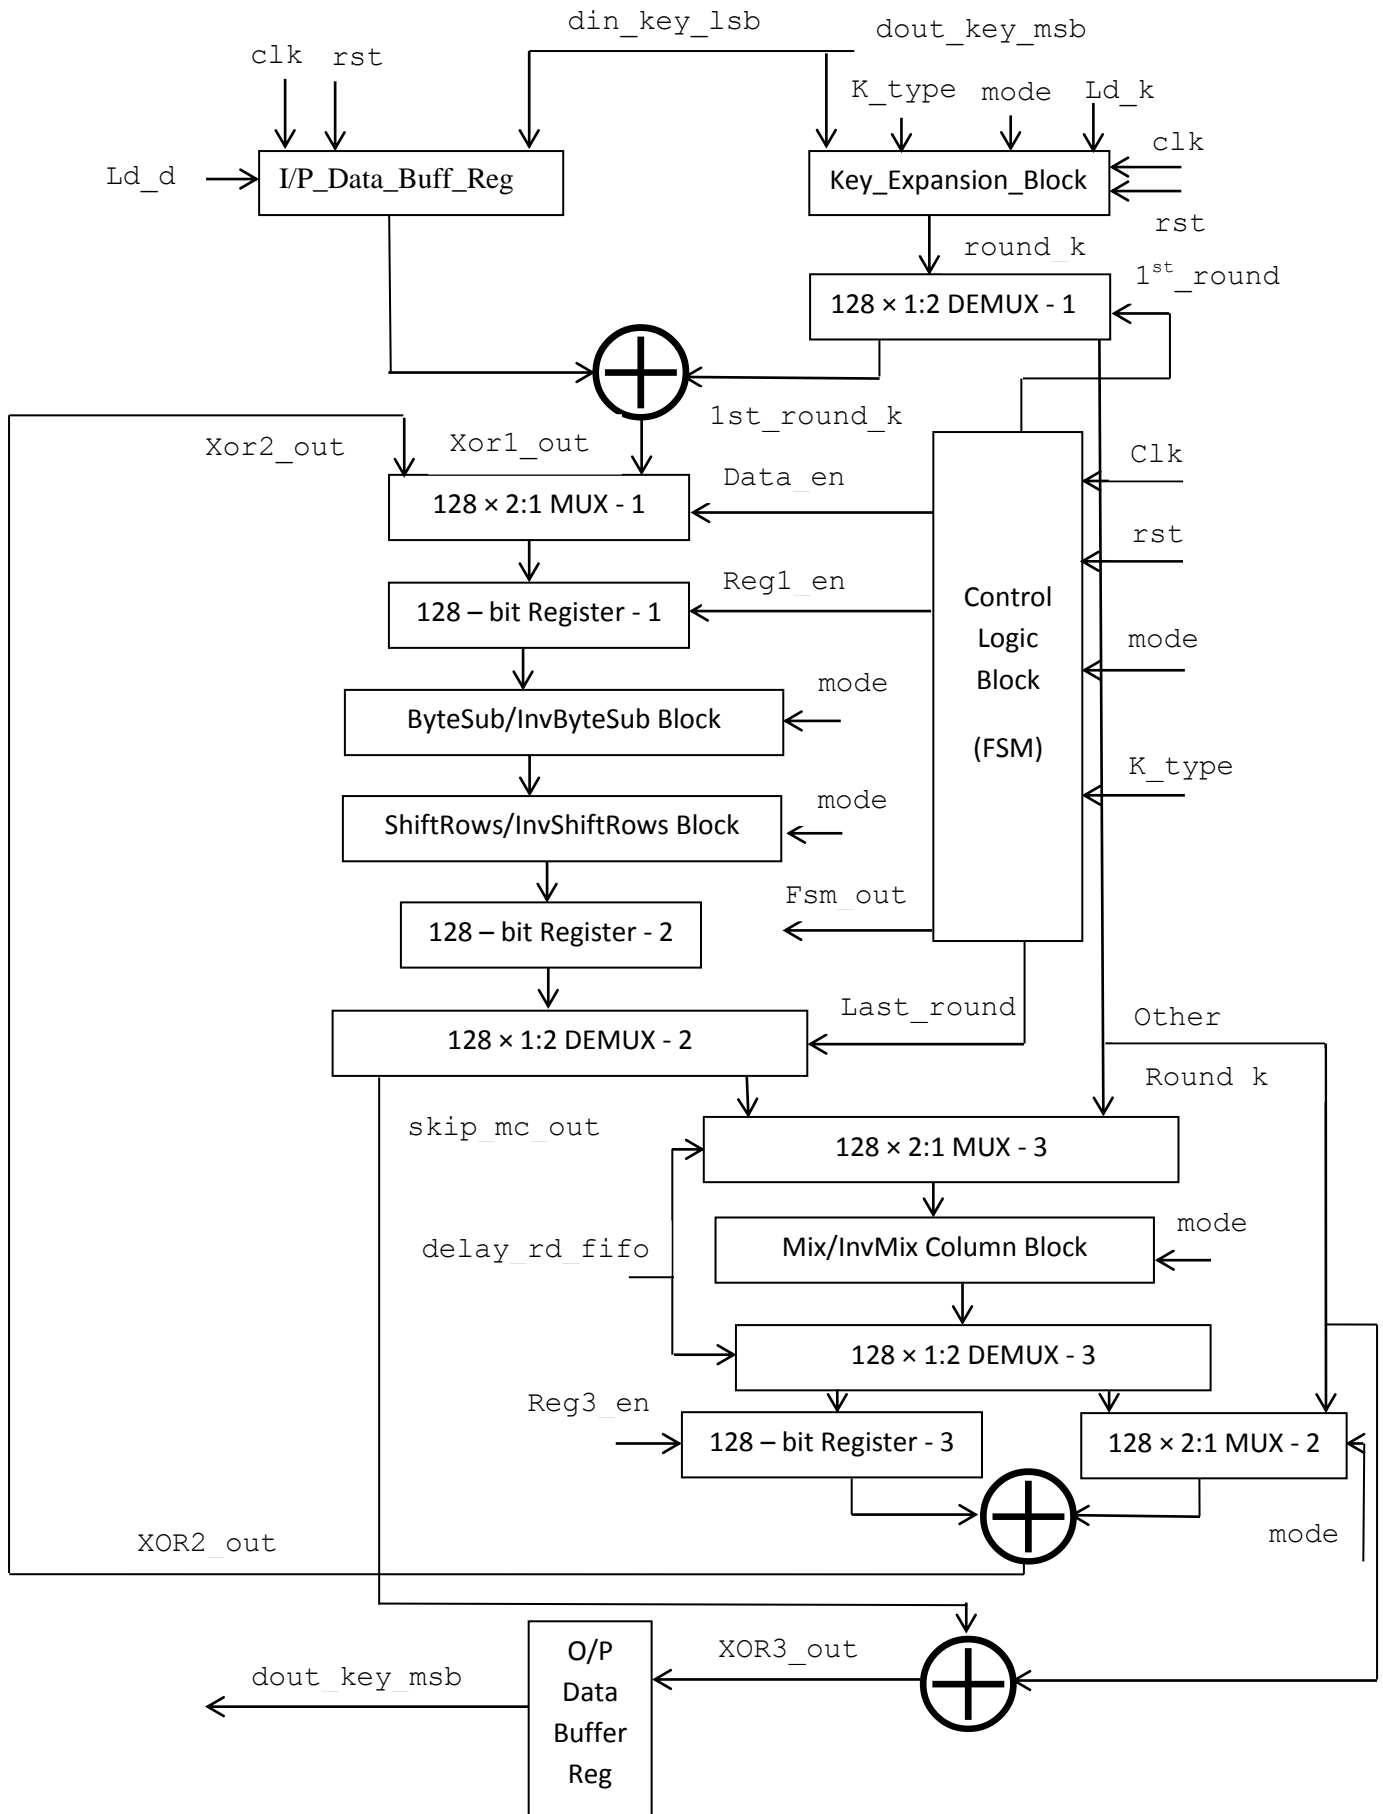 din_key_lsb
dout_key_msb
clk
rst
K_type
mode
Ld_k
clk
Ld_d
I/P_Data_Buff_Reg
Key_Expansion_Block
rst
round_k
1st_round
128 × 1:2 DEMUX - 1
1st_round_k
Xor2_out
Xor1_out
Clk
Data_en
128 × 2:1 MUX - 1
rst
Reg1_en
128 – bit Register - 1
Control
Logic
Block
(FSM)
mode
mode
ByteSub/InvByteSub Block
K_type
mode
ShiftRows/InvShiftRows Block
Fsm_out
128 – bit Register - 2
Last_round
Other
128 × 1:2 DEMUX - 2
Round k
skip_mc_out
128 × 2:1 MUX - 3
mode
delay_rd_fifo
Mix/InvMix Column Block
128 × 1:2 DEMUX - 3
Reg3_en
128 – bit Register - 3
128 × 2:1 MUX - 2
XOR2_out
mode
XOR3_out
dout_key_msb
O/P
Data
Buffer
Reg